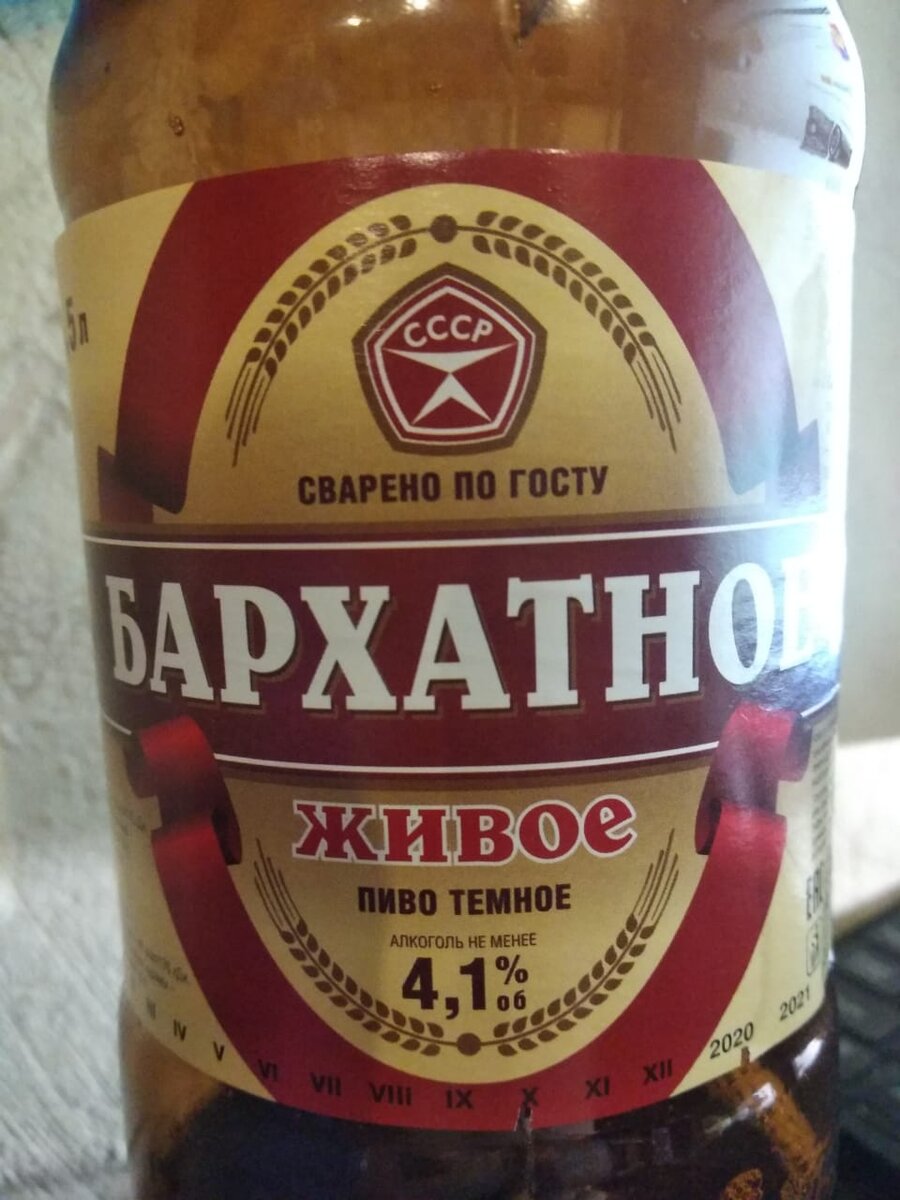 СССР
СВАРЕНО ПО ГОСТУ
БАРХАТНОЕ
живое
ПИВО ТЕМНОЕ
АЛКОГОЛЬ НЕ МЕНЕЕ
4,1% об
IV V VI VII VIII IX X XI XII 2020 2021